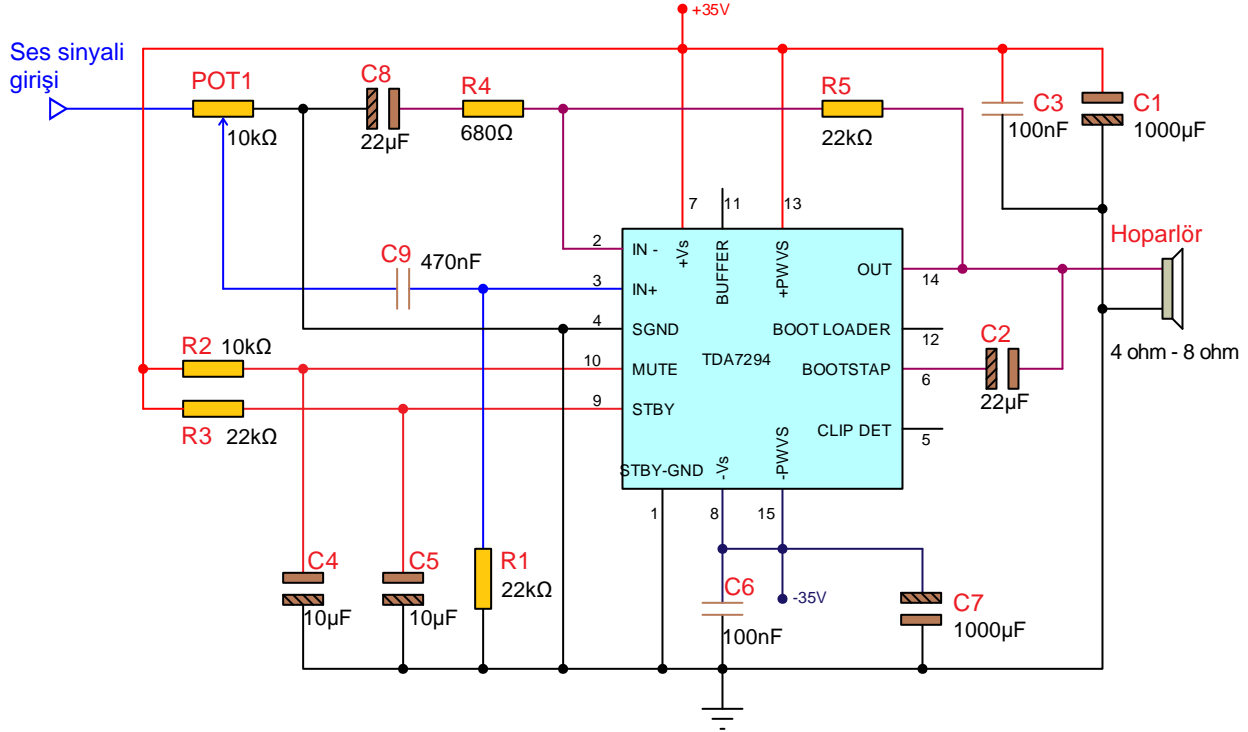 +35V
Ses sinyali
girişi
POT1
10kΩ
C8
22µF
R4
680Ω
R5
22kΩ
C3
100nF
C1
1000µF
7
11
13
2
IN -
+Vs
BUFFER
+PWVS
C9
470nF
3
IN+
OUT
14
Hoparlör
4
SGND
BOOT LOADER
12
4 ohm - 8 ohm
R2
10kΩ
10
MUTE
TDA7294
BOOTSTAP
6
C2
22µF
9
STBY
R3
22kΩ
CLIP DET
5
STBY-GND
-Vs
-PWVS
1
8
15
C4
10µF
C5
10µF
R1
22kΩ
C6
100nF
-35V
C7
1000µF